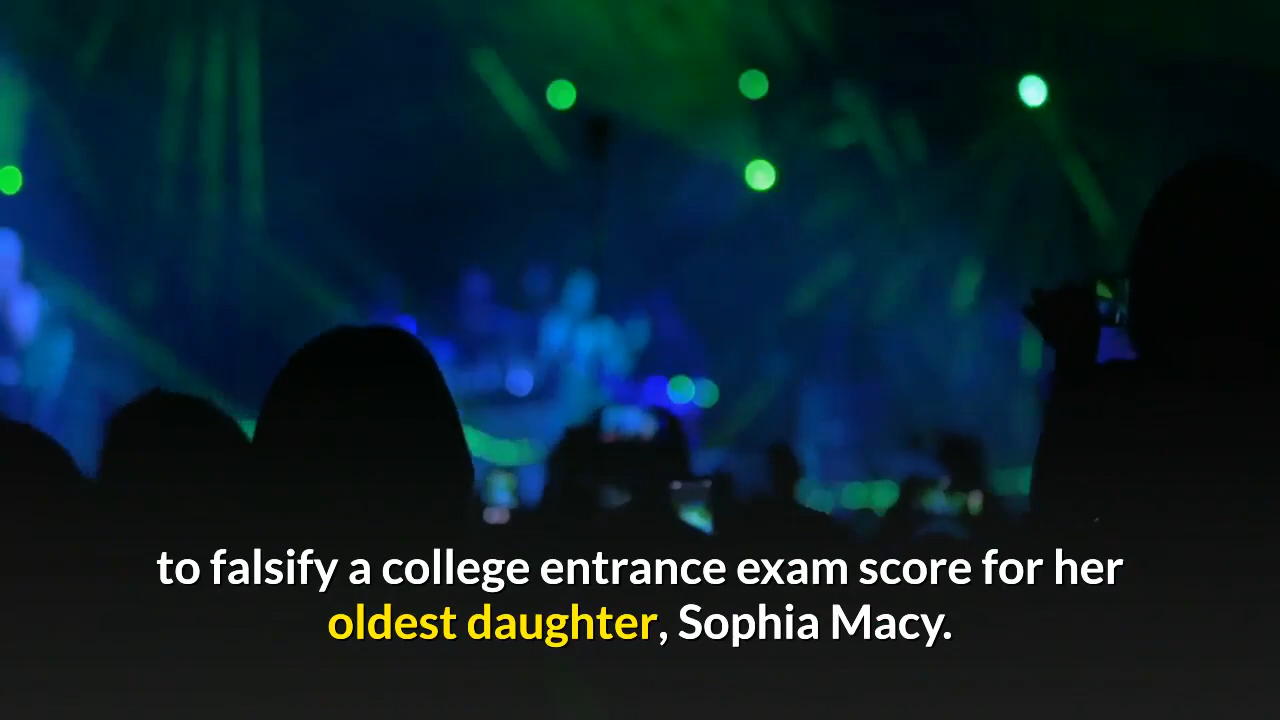 to falsify a college entrance exam score for her
oldest daughter, Sophia Macy.